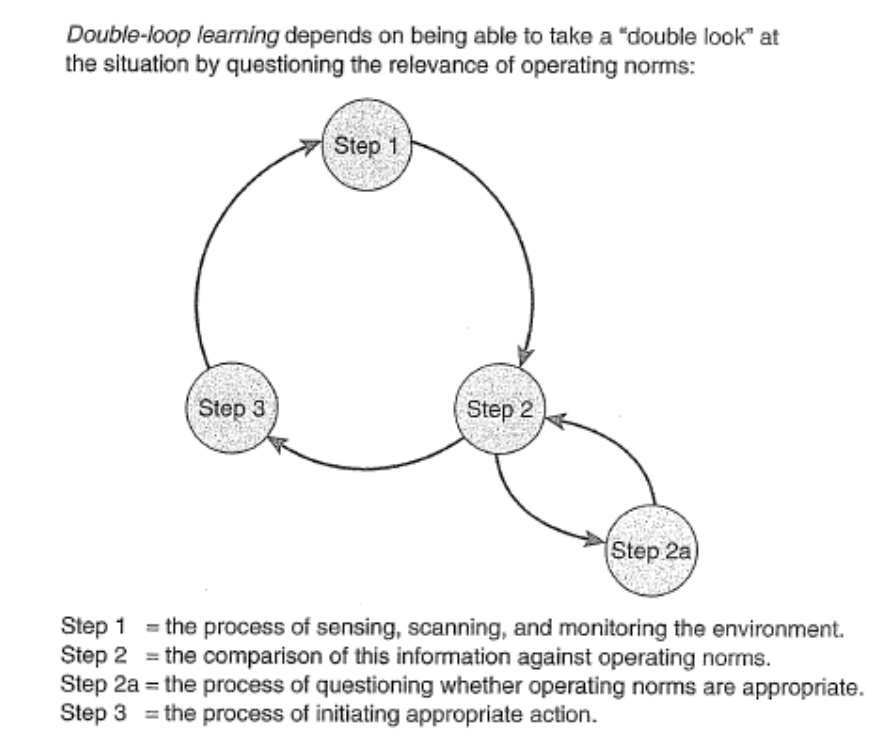 Double-loop learning depends on being able to take a “double look” at
the situation by questioning the relevance of operating norms:
Step 1
Step 3
Step 2
Step 2a
Step 1 = the process of sensing, scanning, and monitoring the environment.
Step 2 = the comparison of this information against operating norms.
Step 2a = the process of questioning whether operating norms are appropriate.
Step 3 = the process of initiating appropriate action.